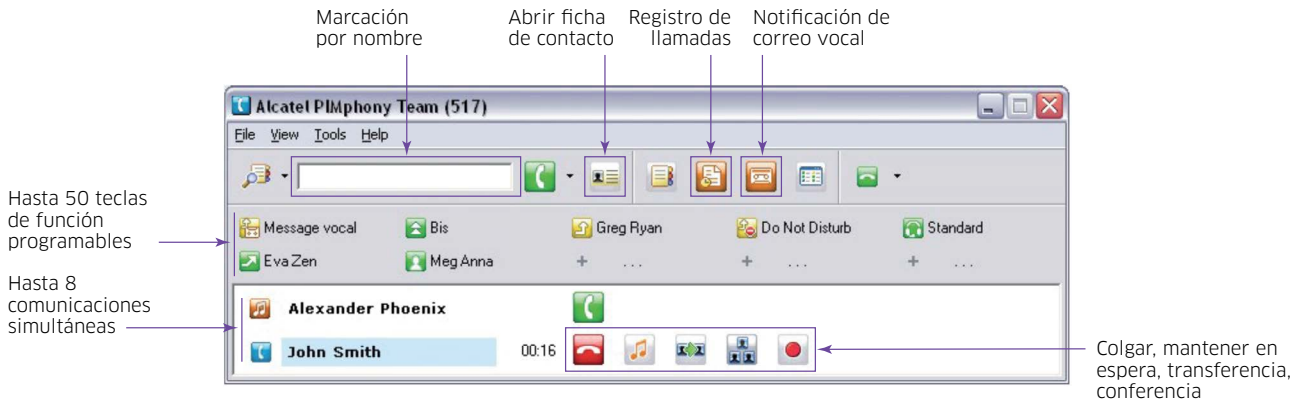 Marcación
por nombre
Abrir ficha
de contacto
Registro de
llamadas
Notificación de
correo vocal
Alcatel PIMphony Team (517)
File View Tools Help
Hasta 50 teclas
de función
programables
Message vocal Bis Greg Ryan Do Not Disturb Standard
Eva Zen Meg Anna + ... + ... + ...
Hasta 8
comunicaciones
simultáneas
Alexander Phoenix
John Smith 00:16
Colgar, mantener en
espera, transferencia,
conferencia